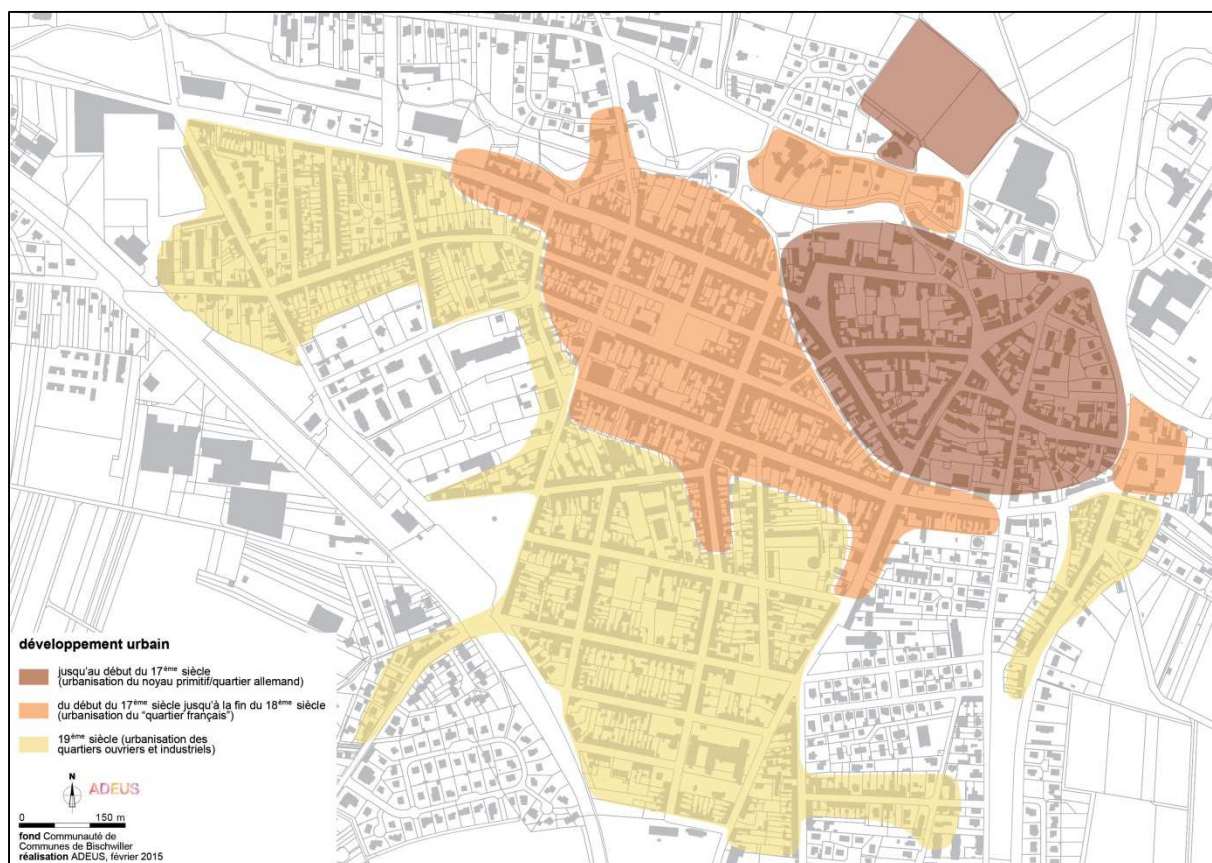 développement urbain
jusqu'au début du 17ème siècle
(urbanisation du noyau primitif/quartier allemand)
du début du 17ème siècle jusqu'à la fin du 18ème siècle
(urbanisation du "quartier français")
19ème siècle (urbanisation des
quartiers ouvriers et industriels)
N
ADEUS
0 150 m
fond Communauté de
Communes de Bischwiller
réalisation ADEUS, février 2015